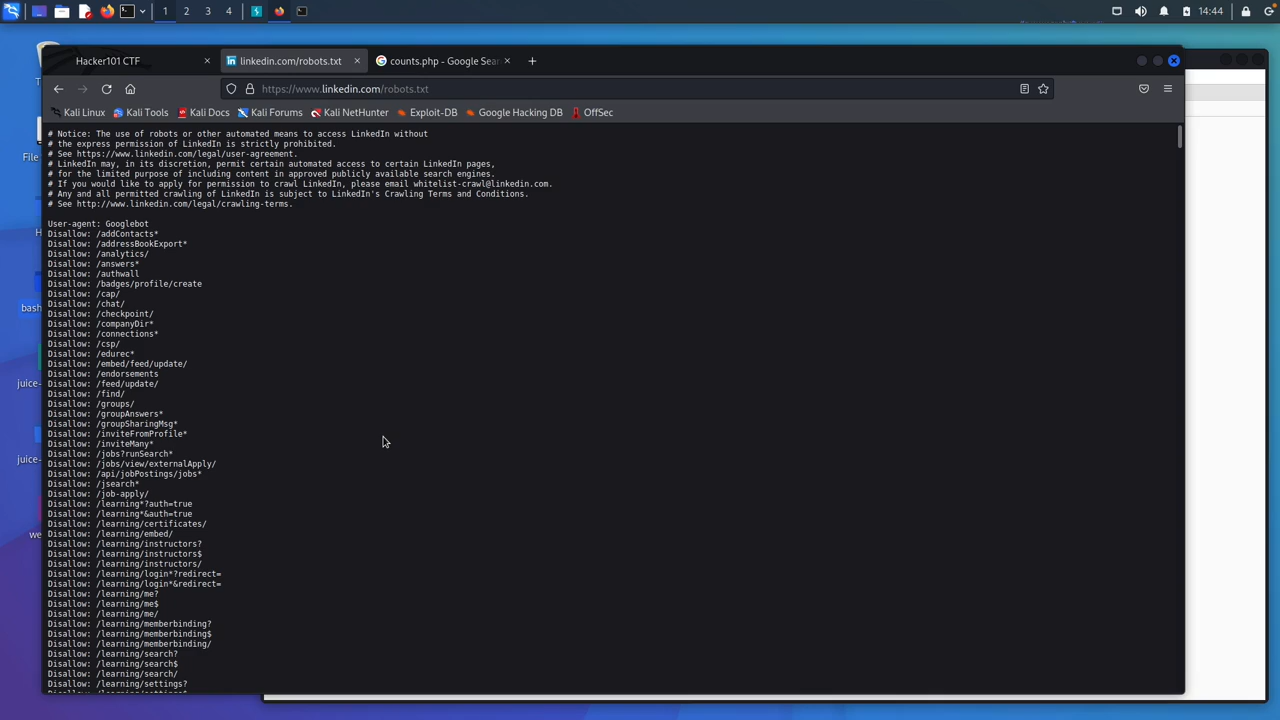 1
2
3
4
14:44
Hacker101 CTF
linkedin.com/robots.txt
counts.php - Google Sear
https://www.linkedin.com/robots.txt
Kali Linux
Kali Tools
Kali Docs
Kali Forums
Kali NetHunter
Exploit-DB
Google Hacking DB
OffSec
# Notice: The use of robots or other automated means to access LinkedIn without
# the express permission of LinkedIn is strictly prohibited.
# See https://www.linkedin.com/legal/user-agreement.
# LinkedIn may, in its discretion, permit certain automated access to certain LinkedIn pages,
# for the limited purpose of including content in approved publicly available search engines.
# If you would like to apply for permission to crawl LinkedIn, please email whitelist-crawl@linkedin.com.
# Any and all permitted crawling of LinkedIn is subject to LinkedIn's Crawling Terms and Conditions.
# See http://www.linkedin.com/legal/crawling-terms.
User-agent: Googlebot
Disallow: /addContacts*
Disallow: /addressBookExport*
Disallow: /analytics/
Disallow: /answers*
Disallow: /authwall
Disallow: /badges/profile/create
Disallow: /cap/
Disallow: /chat/
Disallow: /checkpoint/
Disallow: /companyDir*
Disallow: /connections*
Disallow: /csp/
Disallow: /edurec*
Disallow: /embed/feed/update/
Disallow: /endorsements
Disallow: /feed/update/
Disallow: /find/
Disallow: /groups/
Disallow: /groupAnswers*
Disallow: /groupSharingMsg*
Disallow: /inviteFromProfile*
Disallow: /inviteMany*
Disallow: /jobs?runSearch*
Disallow: /jobs/view/externalApply/
Disallow: /api/jobPostings/jobs*
Disallow: /jsearch*
Disallow: /job-apply/
Disallow: /learning*?auth=true
Disallow: /learning*&auth=true
Disallow: /learning/certificates/
Disallow: /learning/embed/
Disallow: /learning/instructors?
Disallow: /learning/instructors$
Disallow: /learning/instructors/
Disallow: /learning/login*?redirect=
Disallow: /learning/login*&redirect=
Disallow: /learning/me?
Disallow: /learning/me$
Disallow: /learning/me/
Disallow: /learning/memberbinding?
Disallow: /learning/memberbinding$
Disallow: /learning/memberbinding/
Disallow: /learning/search?
Disallow: /learning/search$
Disallow: /learning/search/
Disallow: /learning/settings?
File
bash
juice-
juice-
we